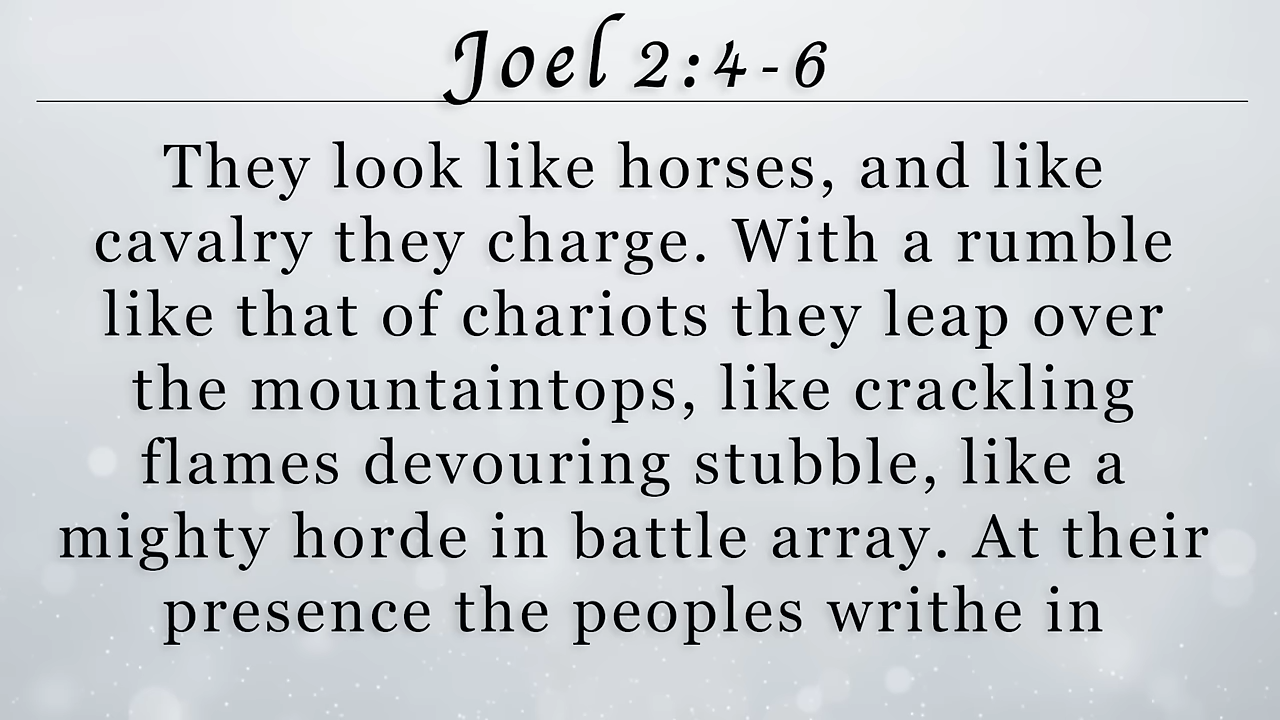 Joel 2:4-6
They look like horses, and like
cavalry they charge. With a rumble
like that of chariots they leap over
the mountaintops, like crackling
flames devouring stubble, like a
mighty horde in battle array. At their
presence the peoples writhe in